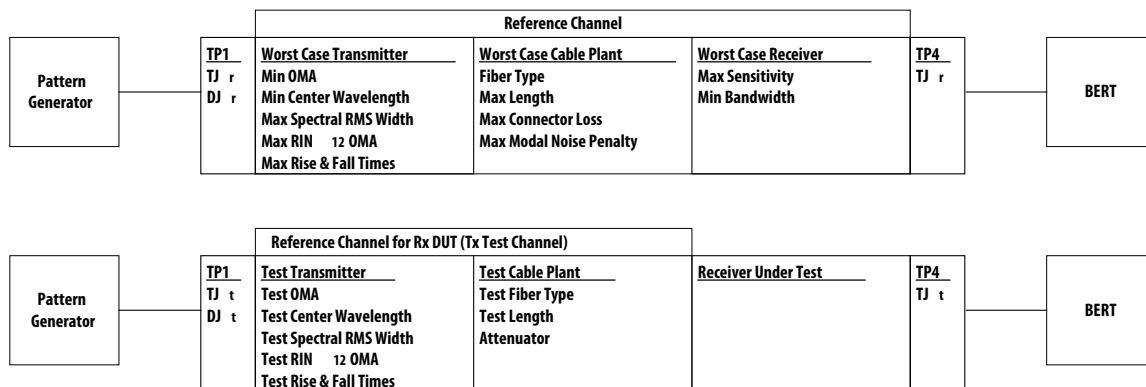 Reference Channel
Pattern
Generator
TP1
TJ r
DJ r
Worst Case Transmitter
Min OMA
Min Center Wavelength
Max Spectral RMS Width
Max RIN 12 OMA
Max Rise & Fall Times
Worst Case Cable Plant
Fiber Type
Max Length
Max Connector Loss
Max Modal Noise Penalty
Worst Case Receiver
Max Sensitivity
Min Bandwidth
TP4
TJ r
BERT
Reference Channel for Rx DUT (Tx Test Channel)
Pattern
Generator
TP1
TJ t
DJ t
Test Transmitter
Test OMA
Test Center Wavelength
Test Spectral RMS Width
Test RIN 12 OMA
Test Rise & Fall Times
Test Cable Plant
Test Fiber Type
Test Length
Attenuator
Receiver Under Test
TP4
TJ t
BERT